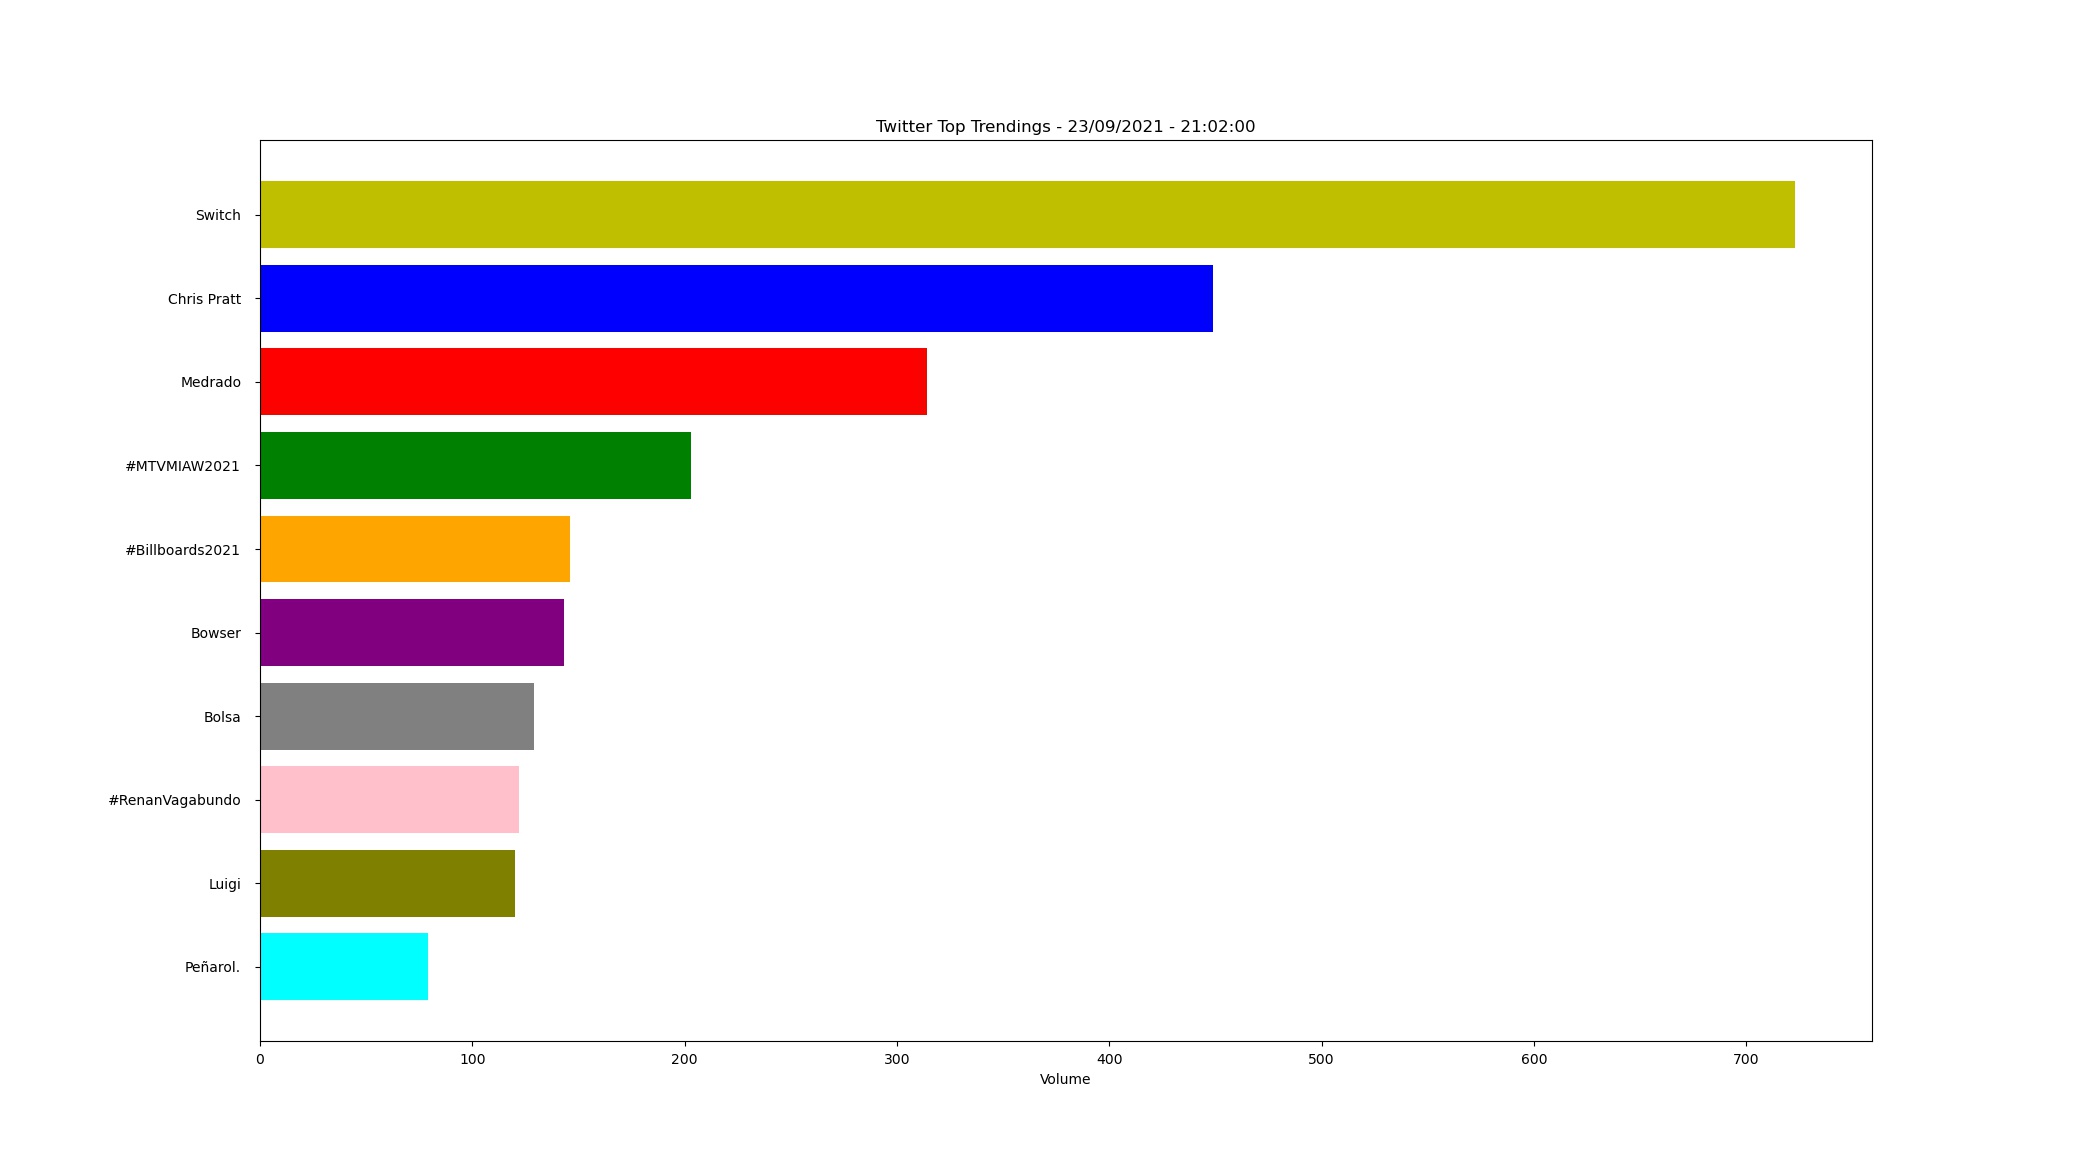 Twitter Top Trendings - 23/09/2021 - 21:02:00
Switch
Chris Pratt
Medrado
#MTVMIAW2021
#Billboards2021
Bowser
Bolsa
#RenanVagabundo
Luigi
Peñarol.
0 100 200 300 400 500 600 700
Volume